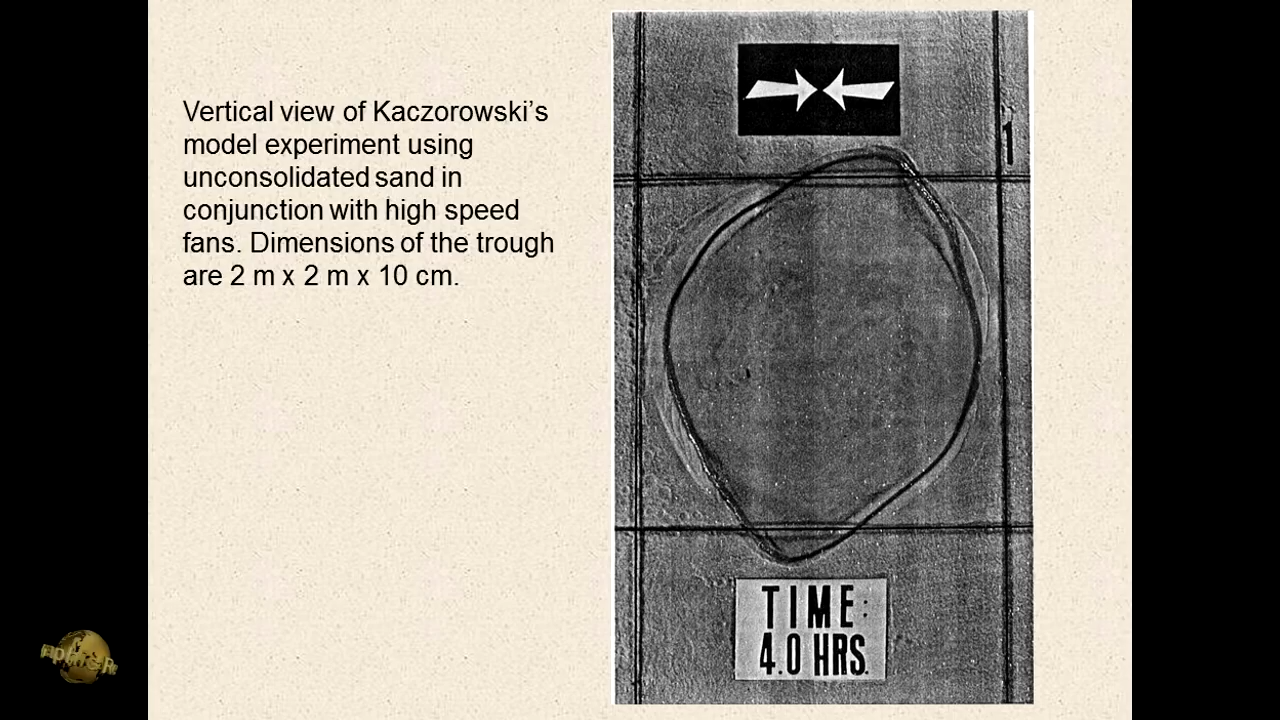 Vertical view of Kaczorowski’s
model experiment using
unconsolidated sand in
conjunction with high speed
fans. Dimensions of the trough
are 2 m x 2 m x 10 cm.
1
TIME:
4.0 HRS.